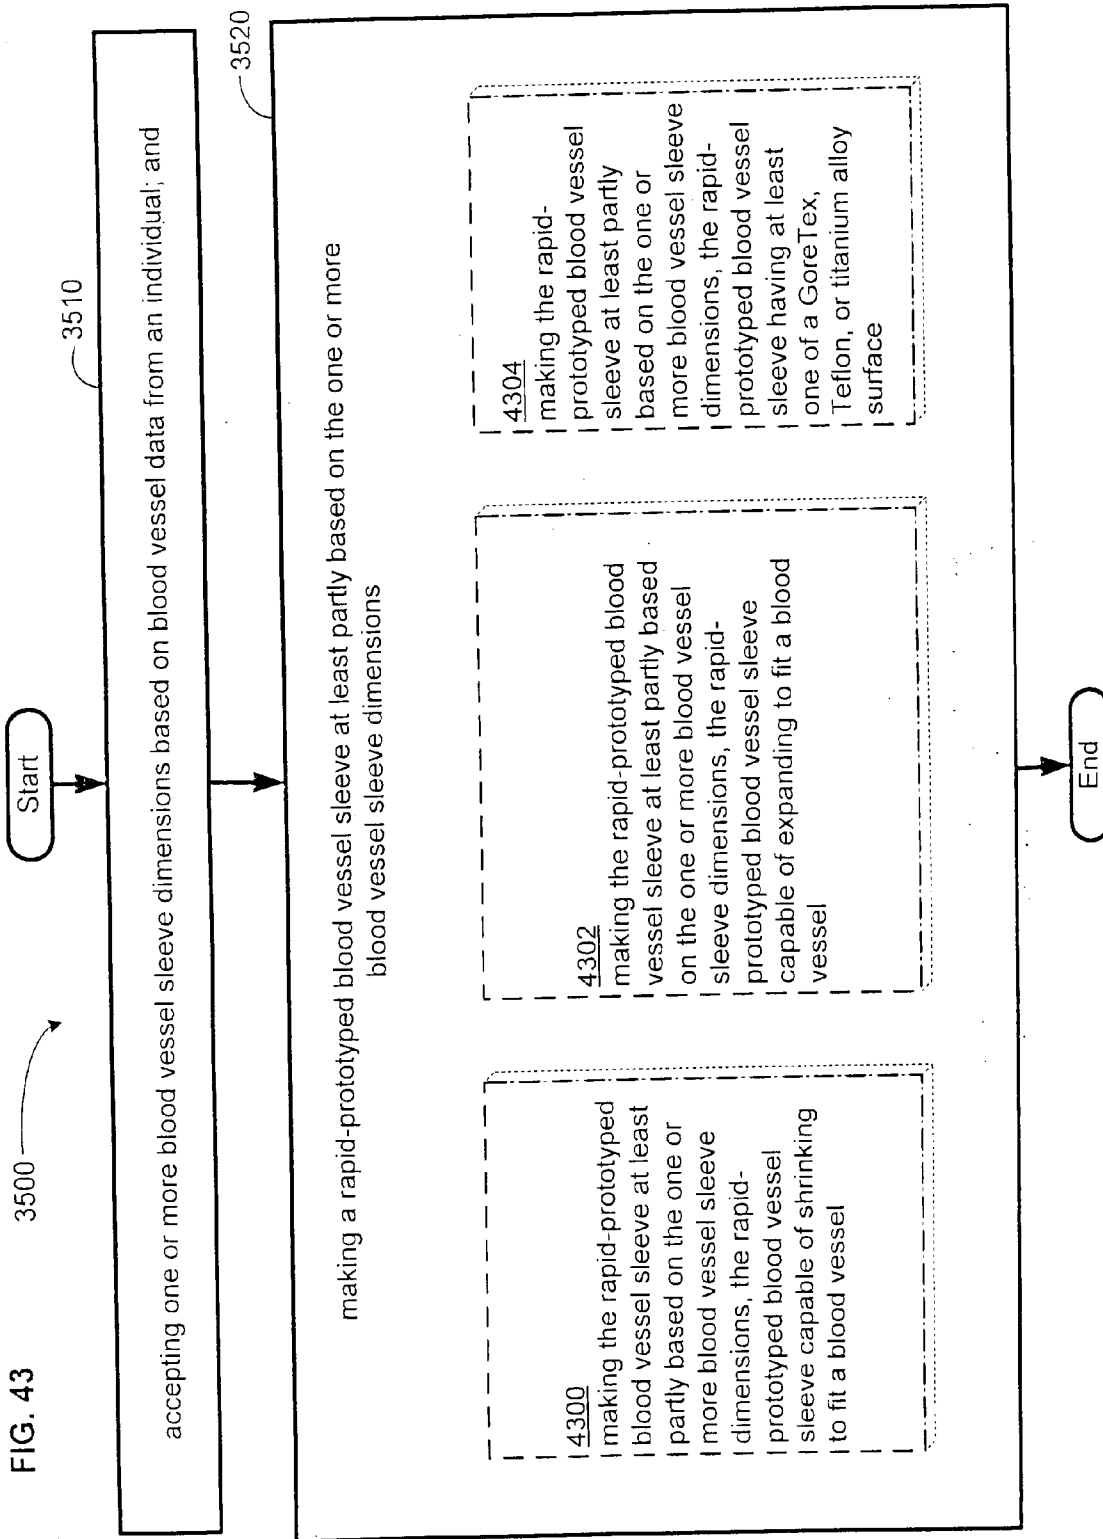 FIG. 43
3500
Start
3510
accepting one or more blood vessel sleeve dimensions based on blood vessel data from an individual; and
3520
making a rapid-prototyped blood vessel sleeve at least partly based on the one or more
blood vessel sleeve dimensions
4300
making the rapid-prototyped
blood vessel sleeve at least
partly based on the one or
more blood vessel sleeve
dimensions, the rapid-
prototyped blood vessel
sleeve capable of shrinking
to fit a blood vessel
4302
making the rapid-prototyped blood
vessel sleeve at least partly based
on the one or more blood vessel
sleeve dimensions, the rapid-
prototyped blood vessel sleeve
capable of expanding to fit a blood
vessel
4304
making the rapid-
prototyped blood vessel
sleeve at least partly
based on the one or
more blood vessel sleeve
dimensions, the rapid-
prototyped blood vessel
sleeve having at least
one of a GoreTex,
Teflon, or titanium alloy
surface
End